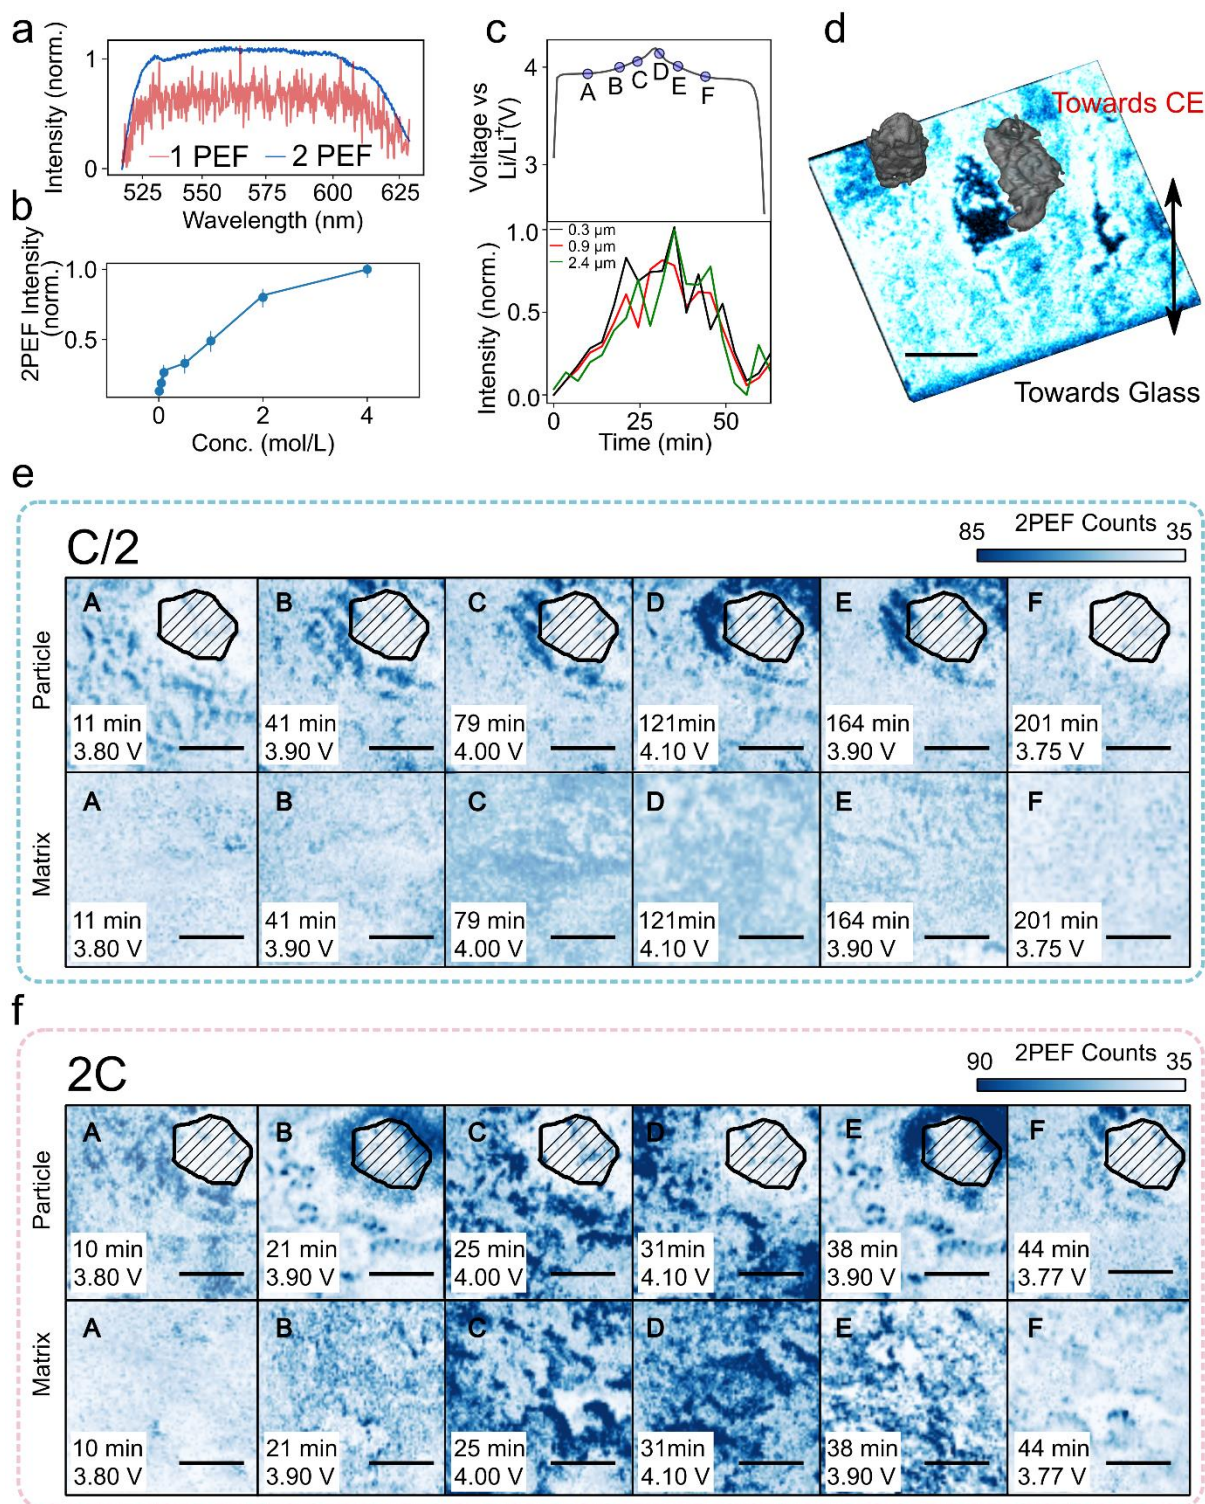 a
Intensity (norm.)
1
0
1 PEF
2 PEF
525
550
575
600
625
Wavelength (nm)
b
2PEF Intensity
(norm.)
1.0
0.5
0
2
4
Conc. (mol/L)
c
Voltage vs
Li/Li⁺(V)
4
3
A
B
C
D
E
F
Intensity (norm.)
1.0
0.5
0.0
0.3 µm
0.9 µm
2.4 µm
0
25
50
Time (min)
d
Towards CE
Towards Glass
e
C/2
2PEF Counts
85
35
Particle
A
11 min
3.80 V
B
41 min
3.90 V
C
79 min
4.00 V
D
121min
4.10 V
E
164 min
3.90 V
F
201 min
3.75 V
Matrix
A
11 min
3.80 V
B
41 min
3.90 V
C
79 min
4.00 V
D
121min
4.10 V
E
164 min
3.90 V
F
201 min
3.75 V
f
2C
2PEF Counts
90
35
Particle
A
10 min
3.80 V
B
21 min
3.90 V
C
25 min
4.00 V
D
31min
4.10 V
E
38 min
3.90 V
F
44 min
3.77 V
Matrix
A
10 min
3.80 V
B
21 min
3.90 V
C
25 min
4.00 V
D
31min
4.10 V
E
38 min
3.90 V
F
44 min
3.77 V